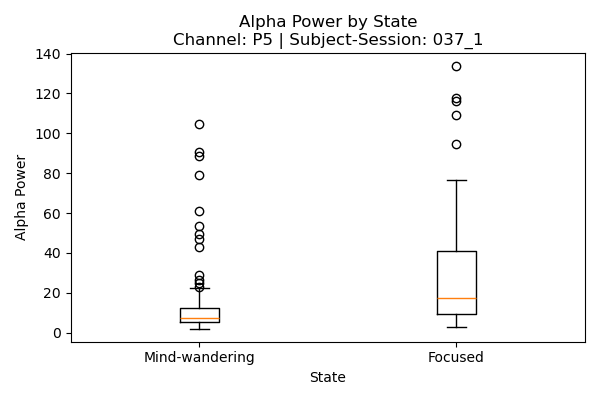 Alpha Power by State
Channel: P5 | Subject-Session: 037_1
140
120
100
80
60
40
20
0
Alpha Power
Mind-wandering
Focused
State